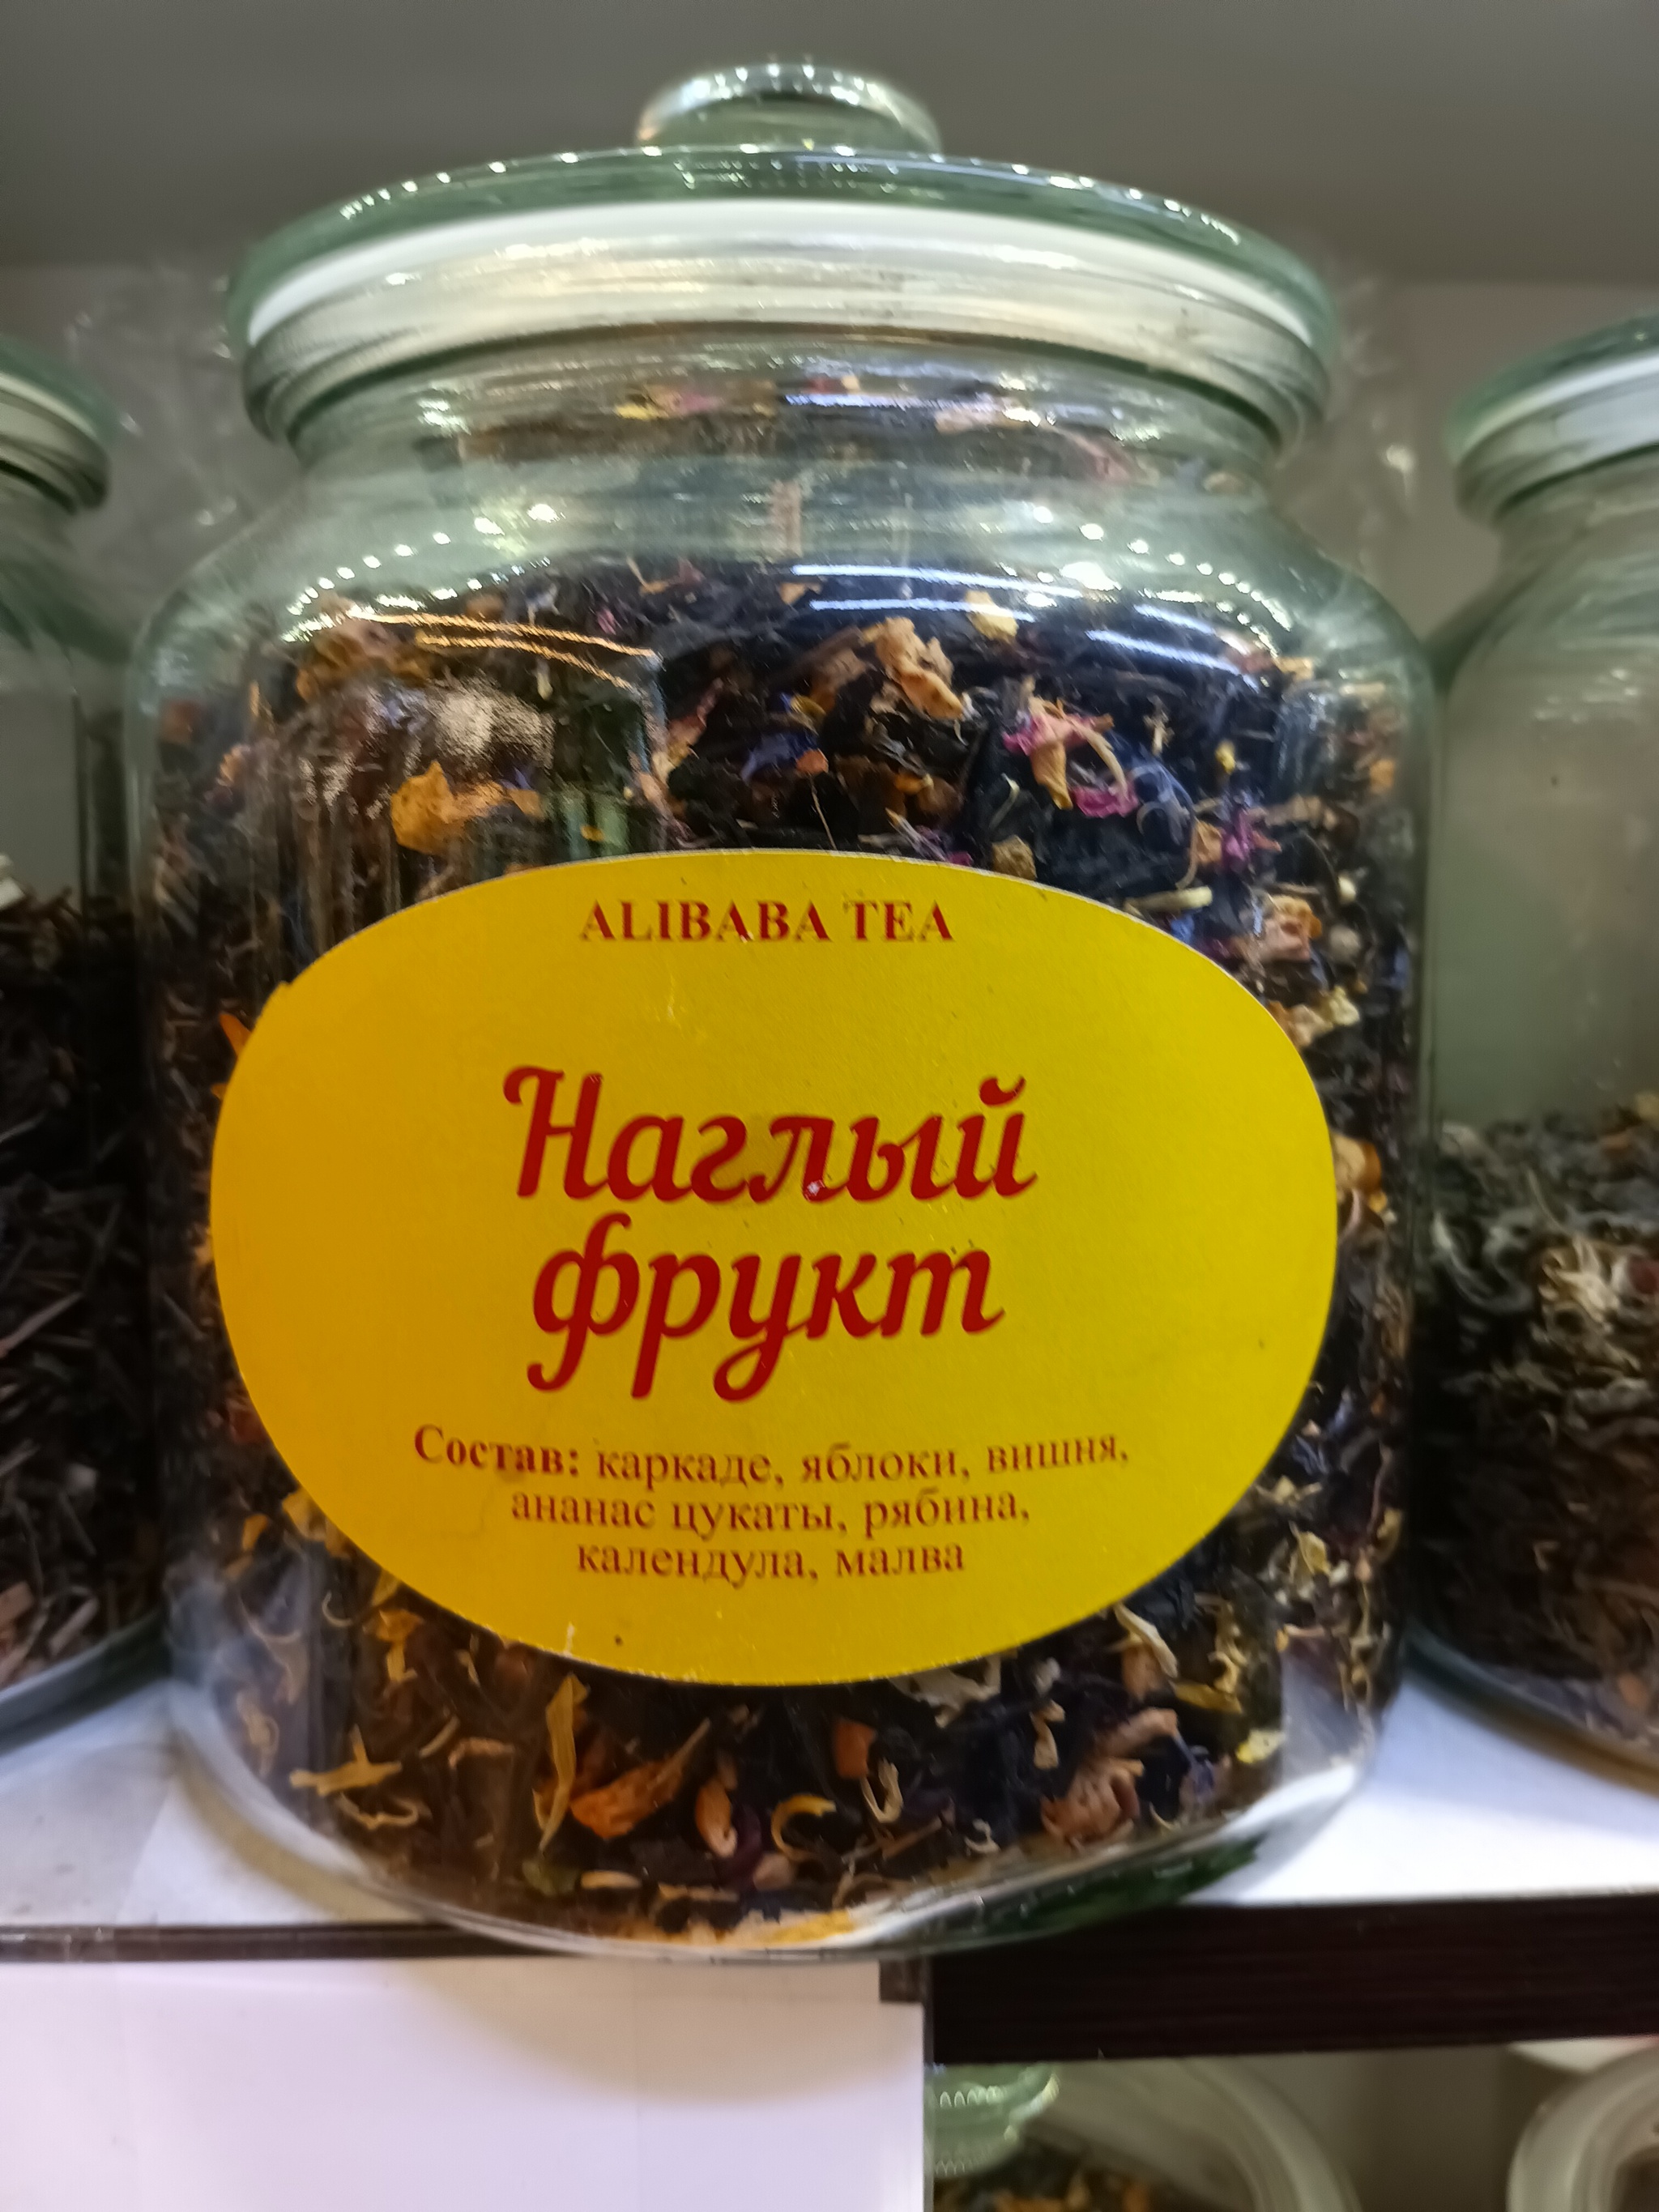 ALIBABA TEA
Наглый
фрукт
Состав: каркаде, яблоки, вишня,
ананас цукаты, рябина,
календула, малва